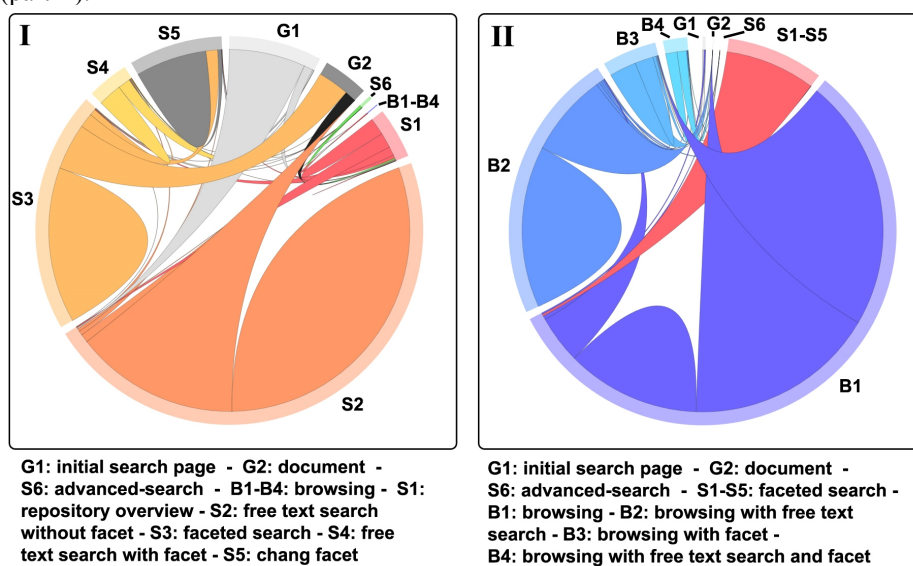 I
S5
G1
S4
G2
S6
B1-B4
S1
S3
S2
G1: initial search page - G2: document -
S6: advanced-search - B1-B4: browsing - S1:
repository overview - S2: free text search
without facet - S3: faceted search - S4: free
text search with facet - S5: chang facet
II
B4
G1
G2
S6
B3
S1-S5
B2
B1
G1: initial search page - G2: document -
S6: advanced-search - S1-S5: faceted search -
B1: browsing - B2: browsing with free text
search - B3: browsing with facet -
B4: browsing with free text search and facet